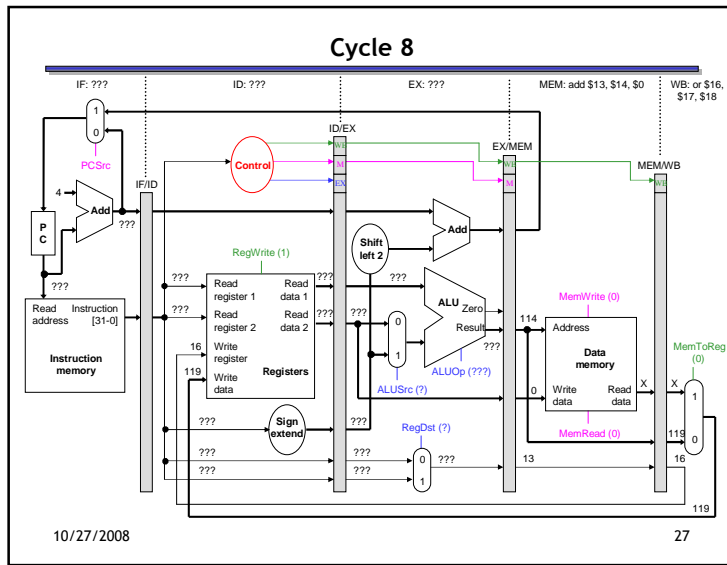 Cycle 8
IF: ???
ID: ???
EX: ???
MEM: add $13, $14, $0
WB: or $16,
$17, $18
1
0
PCSrc
4
Add
???
P
C
???
IF/ID
Control
ID/EX
WB
M
EX
EX/MEM
WB
M
MEM/WB
WB
Read
address
Instruction
[31-0]
Instruction
memory
RegWrite (1)
???
???
16
119
Read
register 1
Read
data 1
Read
register 2
Read
data 2
Write
register
Write
data
Registers
???
???
Shift
left 2
Add
???
???
0
1
ALUSrc (?)
ALU
Zero
Result
???
ALUOp (???)
114
0
MemWrite (0)
Address
Data
memory
Write
data
Read
data
MemRead (0)
X
X
MemToReg
(0)
1
0
119
???
Sign
extend
???
???
???
???
???
RegDst (?)
0
1
???
13
16
119
10/27/2008
27